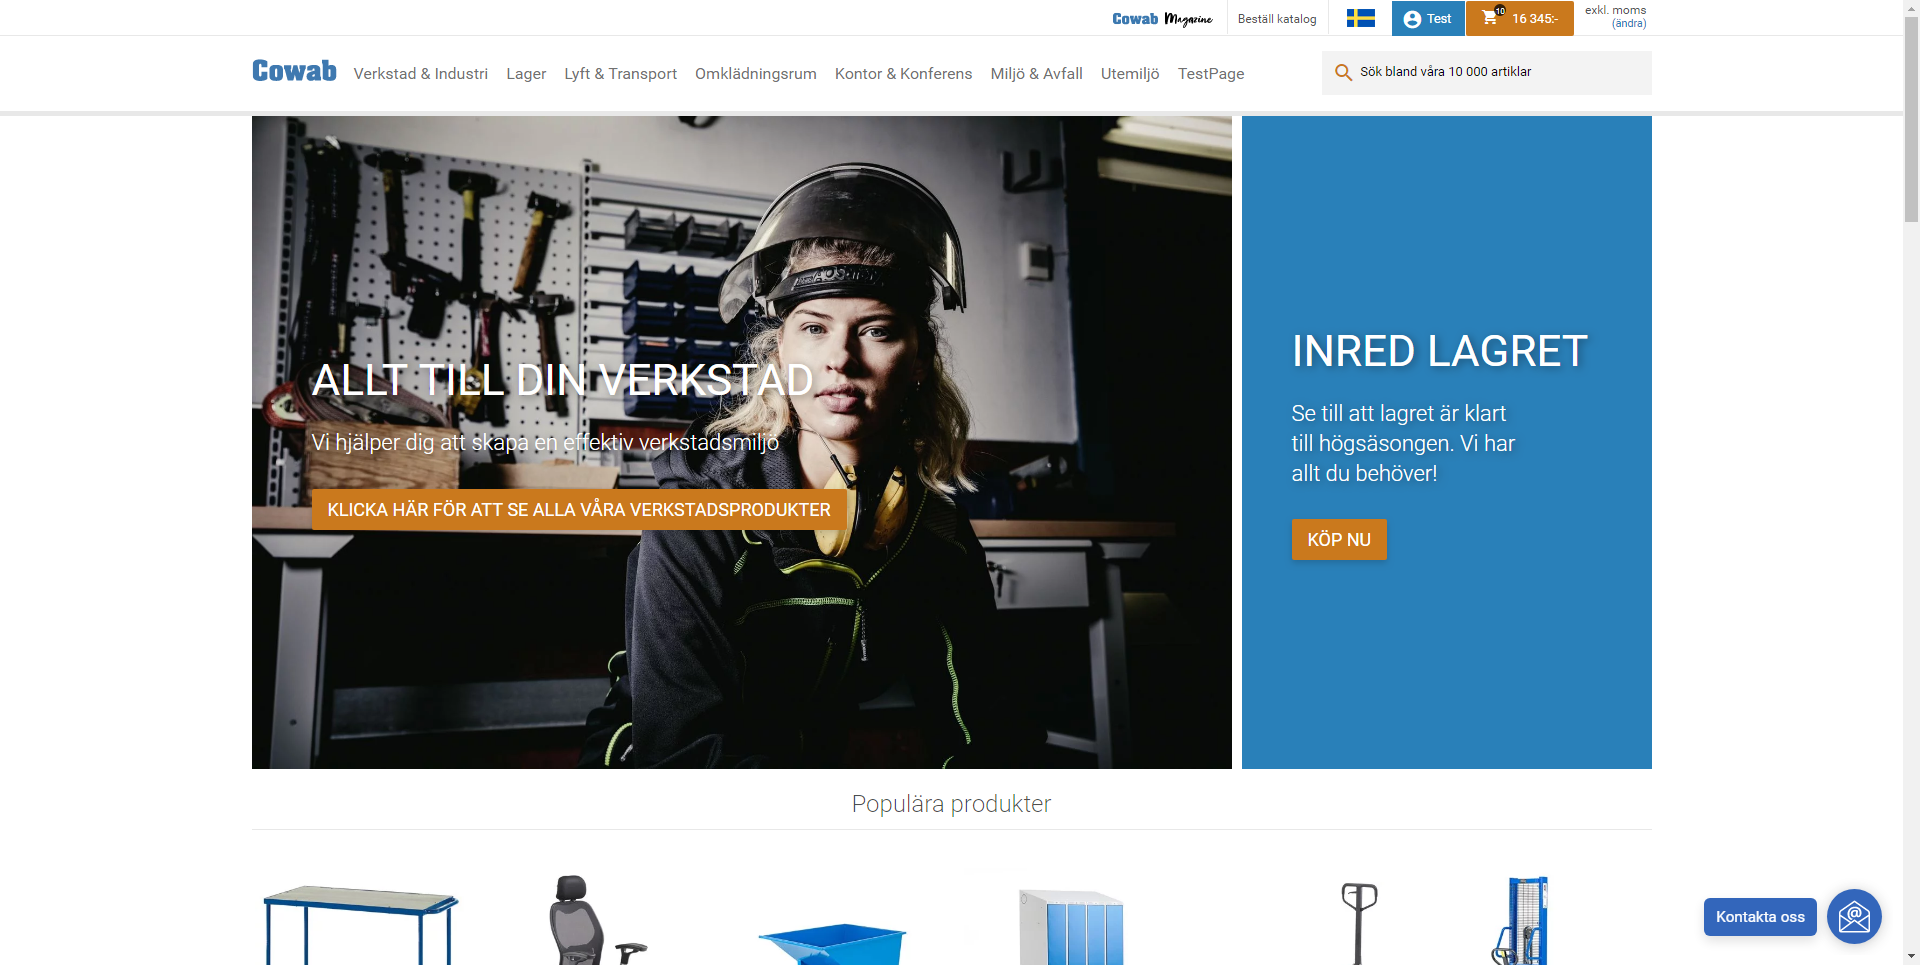 Cowab Magazine
Beställ katalog
Test
10
16 345:-
exkl. moms
(ändra)
Cowab
Verkstad & Industri
Lager
Lyft & Transport
Omklädningsrum
Kontor & Konferens
Miljö & Avfall
Utemiljö
TestPage
Sök bland våra 10 000 artiklar
ALLT TILL DIN VERKSTAD
Vi hjälper dig att skapa en effektiv verkstadsmiljö
KLICKA HÄR FÖR ATT SE ALLA VÅRA VERKSTADSPRODUKTER
INRED LAGRET
Se till att lagret är klart
till högsäsongen. Vi har
allt du behöver!
KÖP NU
Populära produkter
Kontakta oss